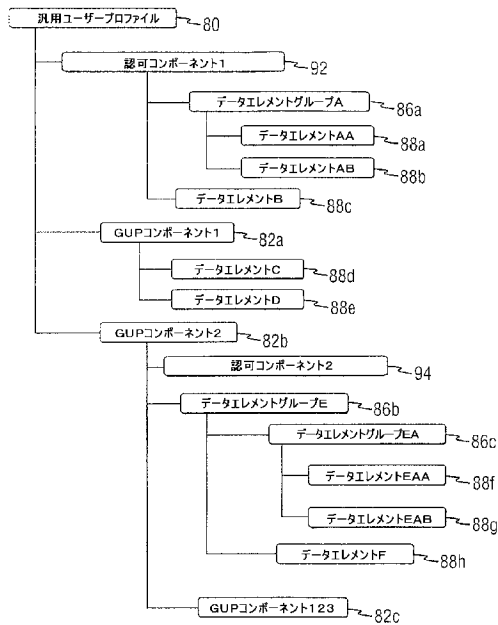 汎用ユーザープロファイル 80
認可コンポーネント1 92
データエレメントグループA 86a
データエレメントAA 88a
データエレメントAB 88b
データエレメントB 88c
GUPコンポーネント1 82a
データエレメントC 88d
データエレメントD 88e
GUPコンポーネント2 82b
認可コンポーネント2 94
データエレメントグループE 86b
データエレメントグループEA 86c
データエレメントEAA 88f
データエレメントEAB 88g
データエレメントF 88h
GUPコンポーネント123 82c